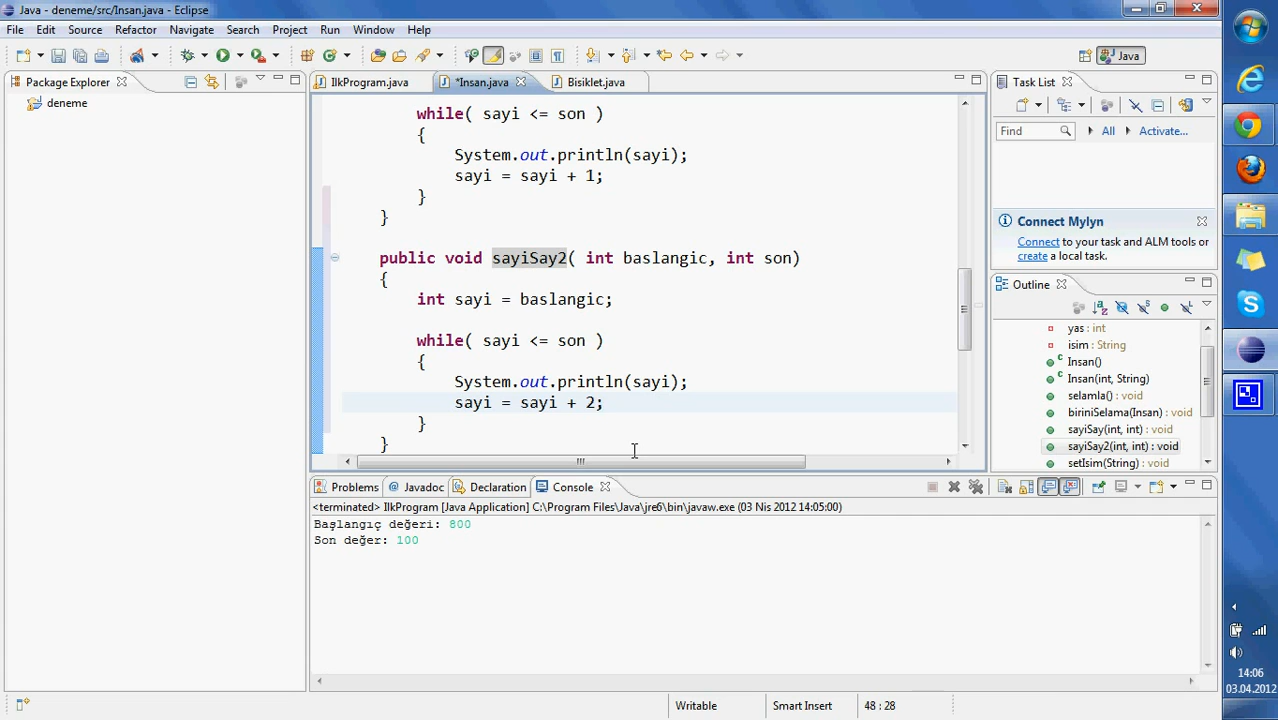 Java - deneme/src/Insan.java - Eclipse
File Edit Source Refactor Navigate Search Project Run Window Help
Java
Package Explorer
deneme
IlkProgram.java
*Insan.java
Bisiklet.java
while( sayi <= son )
{
System.out.println(sayi);
sayi = sayi + 1;
}
}
public void sayiSay2( int baslangic, int son)
{
int sayi = baslangic;
while( sayi <= son )
{
System.out.println(sayi);
sayi = sayi + 2;
}
}
Task List
Find All Activate...
Connect Mylyn
Connect to your task and ALM tools or
create a local task.
Outline
yas : int
isim : String
Insan()
Insan(int, String)
selamla() : void
biriniSelama(Insan)
sayiSay(int, int) : void
sayiSay2(int, int) : void
setIsim(String) : void
Problems Javadoc Declaration Console
<terminated> IlkProgram [Java Application] C:\Program Files\Java\jre6\bin\javaw.exe (03 Nis 2012 14:05:00)
Başlangıç değeri: 800
Son değer: 100
Writable Smart Insert 48 : 28
14:06
03.04.2012